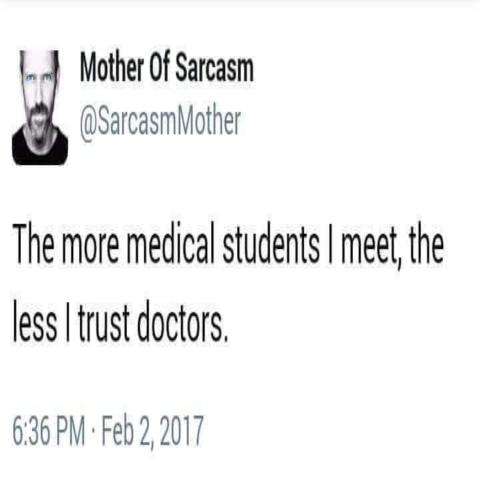 Mother Of Sarcasm
@SarcasmMother
The more medical students I meet, the
less I trust doctors.
6:36 PM · Feb 2, 2017